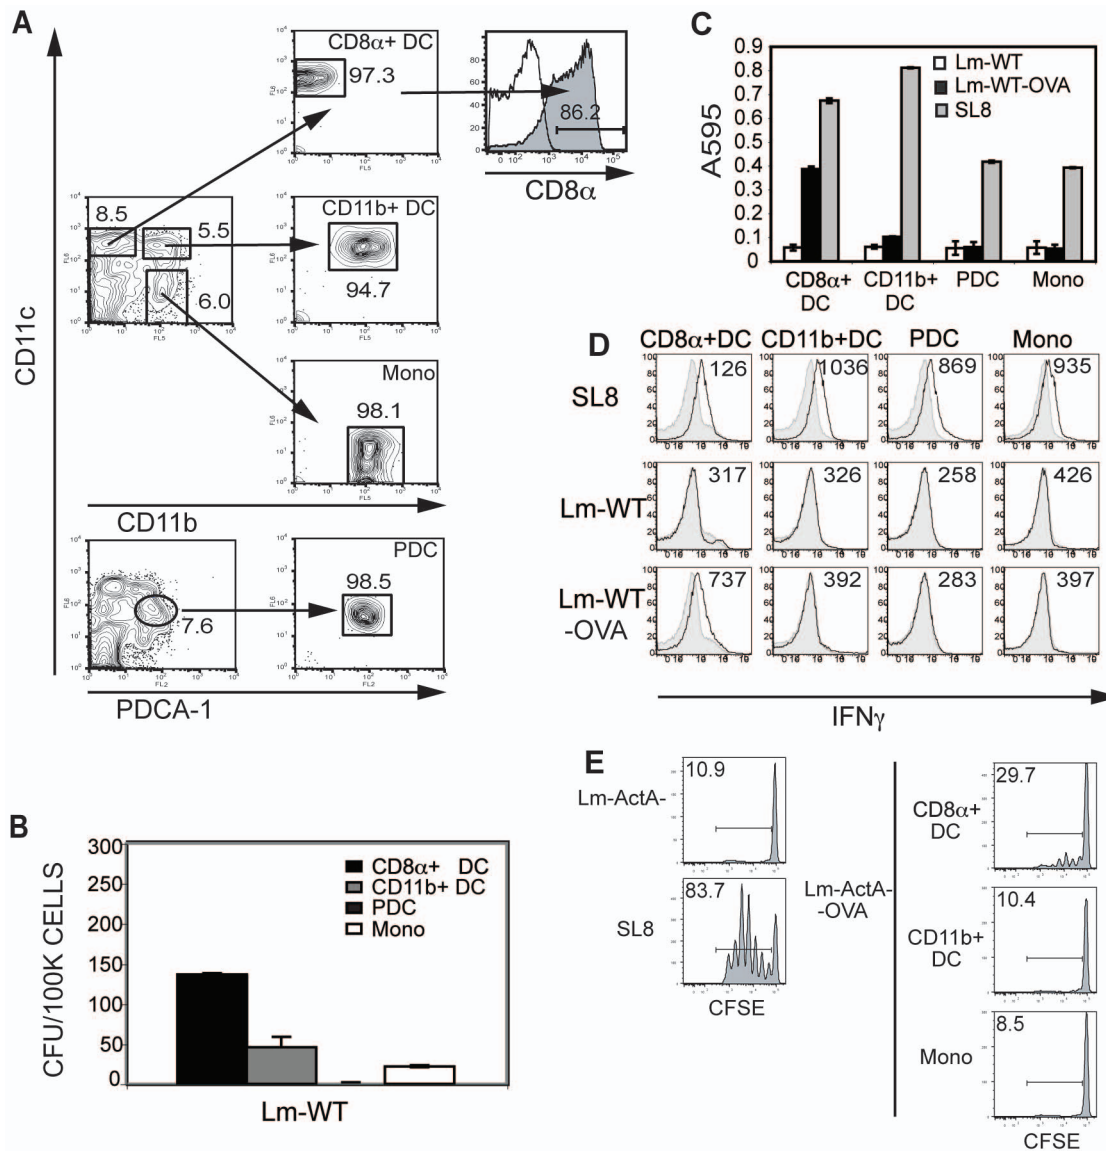 A
CD8α+ DC
97.3
86.2
CD8α
8.5
5.5
6.0
CD11b+ DC
94.7
Mono
98.1
CD11c
CD11b
PDC
98.5
7.6
PDCA-1
B
CFU/100K CELLS
300
250
200
150
100
50
0
CD8α+ DC
CD11b+ DC
PDC
Mono
Lm-WT
C
A595
0.9
0.8
0.7
0.6
0.5
0.4
0.3
0.2
0.1
0
Lm-WT
Lm-WT-OVA
SL8
CD8α+ DC
CD11b+ DC
PDC
Mono
D
CD8α+DC CD11b+DC PDC Mono
SL8
126 1036 869 935
Lm-WT
317 326 258 426
Lm-WT
-OVA
737 392 283 397
IFNγ
E
Lm-ActA-
10.9
SL8
83.7
CFSE
Lm-ActA-
-OVA
CD8α+
DC
29.7
CD11b+
DC
10.4
Mono
8.5
CFSE